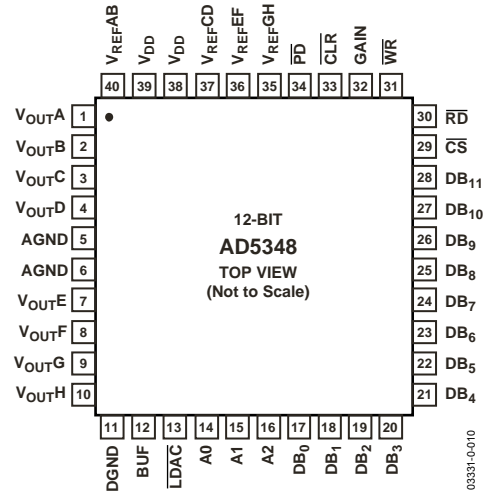 VREFAB
VDD
VDD
VREFCD
VREFEF
VREFGH
PD
CLR
GAIN
WR
40 39 38 37 36 35 34 33 32 31
VOUTA 1
VOUTB 2
VOUTC 3
VOUTD 4
AGND 5
AGND 6
VOUTE 7
VOUTF 8
VOUTG 9
VOUTH 10
12-BIT
AD5348
TOP VIEW
(Not to Scale)
30 RD
29 CS
28 DB11
27 DB10
26 DB9
25 DB8
24 DB7
23 DB6
22 DB5
21 DB4
11 12 13 14 15 16 17 18 19 20
DGND
BUF
LDAC
A0
A1
A2
DB0
DB1
DB2
DB3
03331-0-010